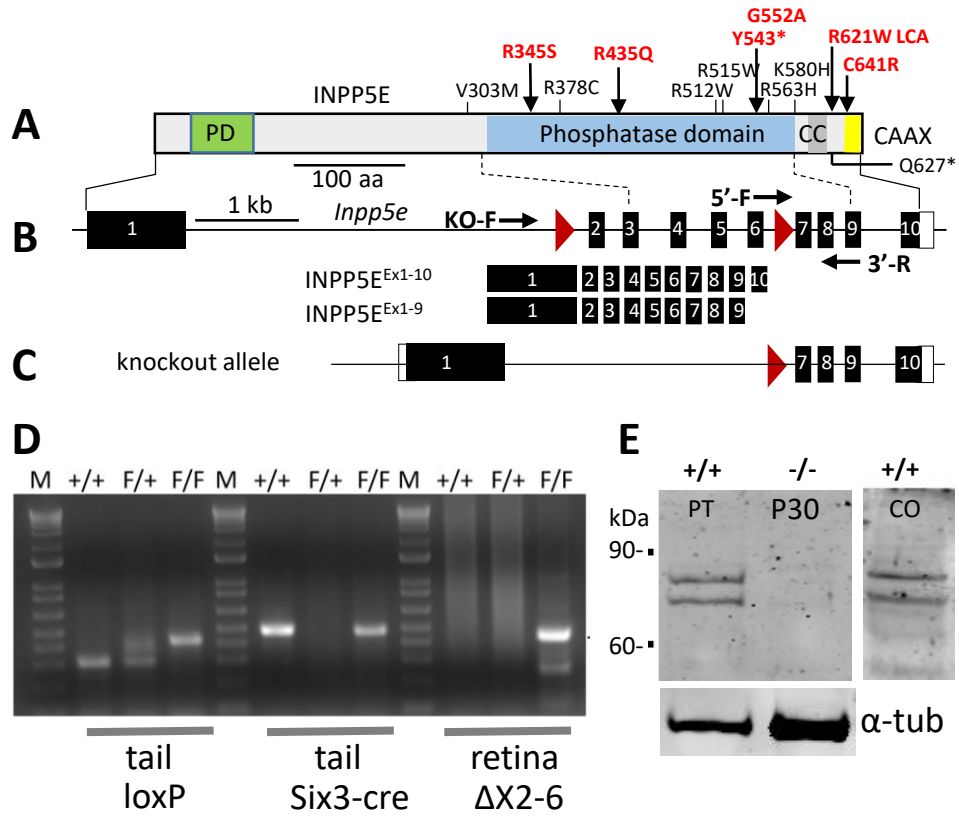 G552A
R345S
R435Q
Y543*
R621W LCA
C641R
V303M
R378C
R515W
R512W
K580H
R563H
A
INPP5E
PD
Phosphatase domain
CC
CAAX
Q627*
100 aa
1 kb
Inpp5e
KO-F
5'-F
B
1 2 3 4 5 6 7 8 9 10
3'-R
INPP5E^Ex1-10
1 2 3 4 5 6 7 8 9 10
INPP5E^Ex1-9
1 2 3 4 5 6 7 8 9
C
knockout allele
1 7 8 9 10
D
M +/+ F/+ F/F M +/+ F/+ F/F M +/+ F/+ F/F
tail
loxP
tail
Six3-cre
retina
ΔX2-6
E
+/+ -/- +/+
kDa
PT P30 CO
90-
60-
α-tub